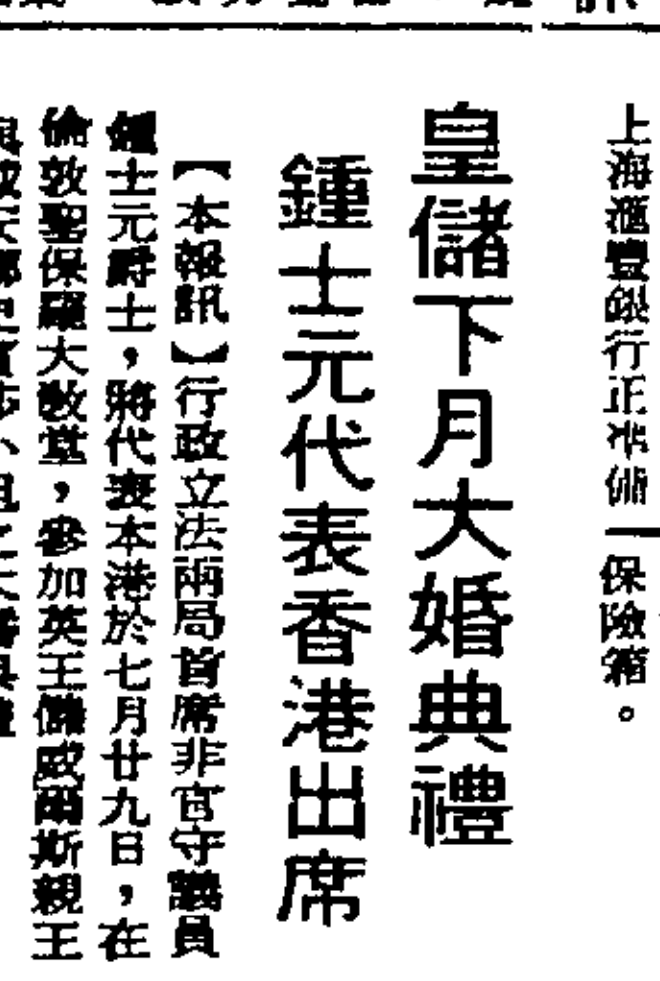 上海滙豐銀行正准備
保險箱。
皇儲下月大婚典禮
鍾士元代表香港出席
【本報訊】行政立法兩局首席非官守議員
鍾士元爵士，將代表本港於七月廿九日，在
倫敦聖保羅大教堂，參加英王儲威爾斯親王